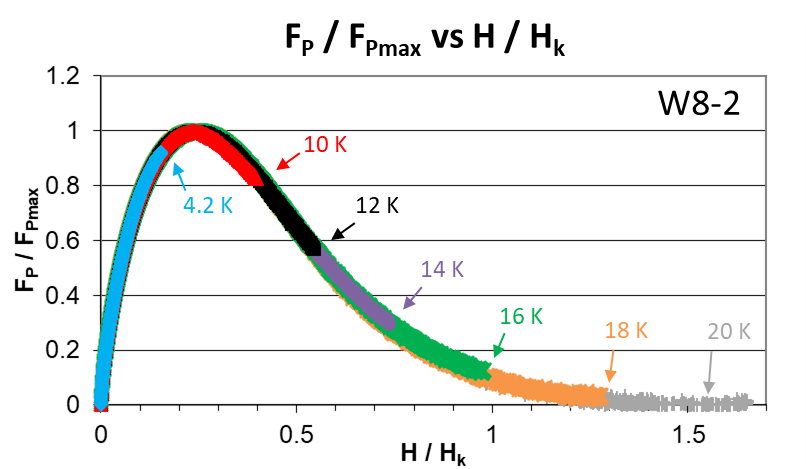 FP / FPmax vs H / Hk
W8-2
1.2
1
0.8
0.6
0.4
0.2
0
FP / FPmax
10 K
4.2 K
12 K
14 K
16 K
18 K
20 K
0
0.5
1
1.5
H / Hk